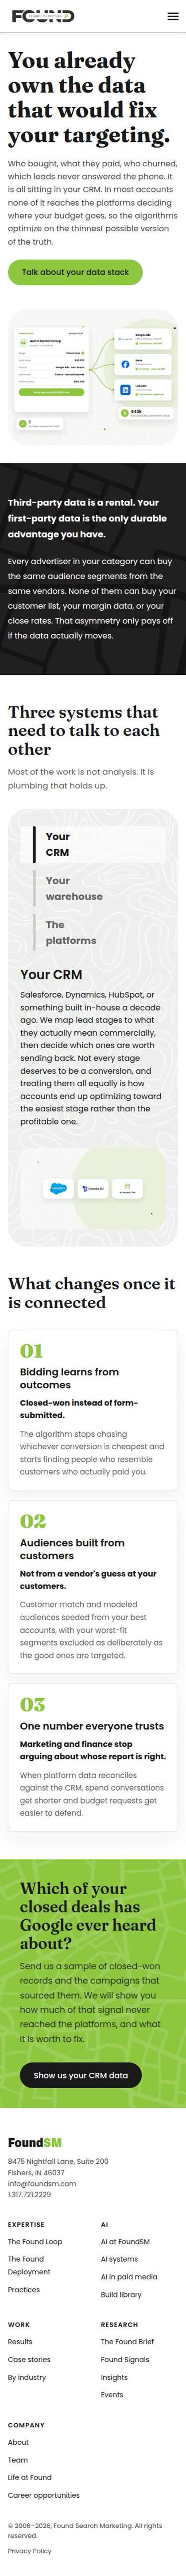 FOUND
SEARCH MARKETING
You already
own the data
that would fix
your targeting.
Who bought, what they paid, who churned,
which leads never answered the phone. It
is all sitting in your CRM. In most accounts
none of it reaches the platforms deciding
where your budget goes, so the algorithms
optimize on the thinnest possible version
of the truth.
Talk about your data stack
Third-party data is a rental. Your
first-party data is the only durable
advantage you have.
Every advertiser in your category can buy
the same audience segments from the
same vendors. None of them can buy your
customer list, your margin data, or your
close rates. That asymmetry only pays off
if the data actually moves.
Three systems that
need to talk to each
other
Most of the work is not analysis. It is
plumbing that holds up.
Your
CRM
Your
warehouse
The
platforms
Your CRM
Salesforce, Dynamics, HubSpot, or
something built in-house a decade
ago. We map lead stages to what
they actually mean commercially,
then decide which ones are worth
sending back. Not every stage
deserves to be a conversion, and
treating them all equally is how
accounts end up optimizing toward
the easiest stage rather than the
profitable one.
What changes once it
is connected
01
Bidding learns from
outcomes
Closed-won instead of form-
submitted.
The algorithm stops chasing
whichever conversion is cheapest and
starts finding people who resemble
customers who actually paid you.
02
Audiences built from
customers
Not from a vendor's guess at your
customers.
Customer match and modeled
audiences seeded from your best
accounts, with your worst-fit
segments excluded as deliberately as
the good ones are targeted.
03
One number everyone trusts
Marketing and finance stop
arguing about whose report is right.
When platform data reconciles
against the CRM, spend conversations
get shorter and budget requests get
easier to defend.
Which of your
closed deals has
Google ever heard
about?
Send us a sample of closed-won
records and the campaigns that
sourced them. We will show you
how much of that signal never
reached the platforms, and what
it is worth to fix.
Show us your CRM data
FoundSM
8475 Nightfall Lane, Suite 200
Fishers, IN 46037
info@foundsm.com
1.317.721.2229
EXPERTISE
The Found Loop
The Found
Deployment
Practices
AI
AI at FoundSM
AI systems
AI in paid media
Build library
WORK
Results
Case stories
By industry
RESEARCH
The Found Brief
Found Signals
Insights
Events
COMPANY
About
Team
Life at Found
Career opportunities
© 2006–2026, Found Search Marketing. All rights
reserved.
Privacy Policy